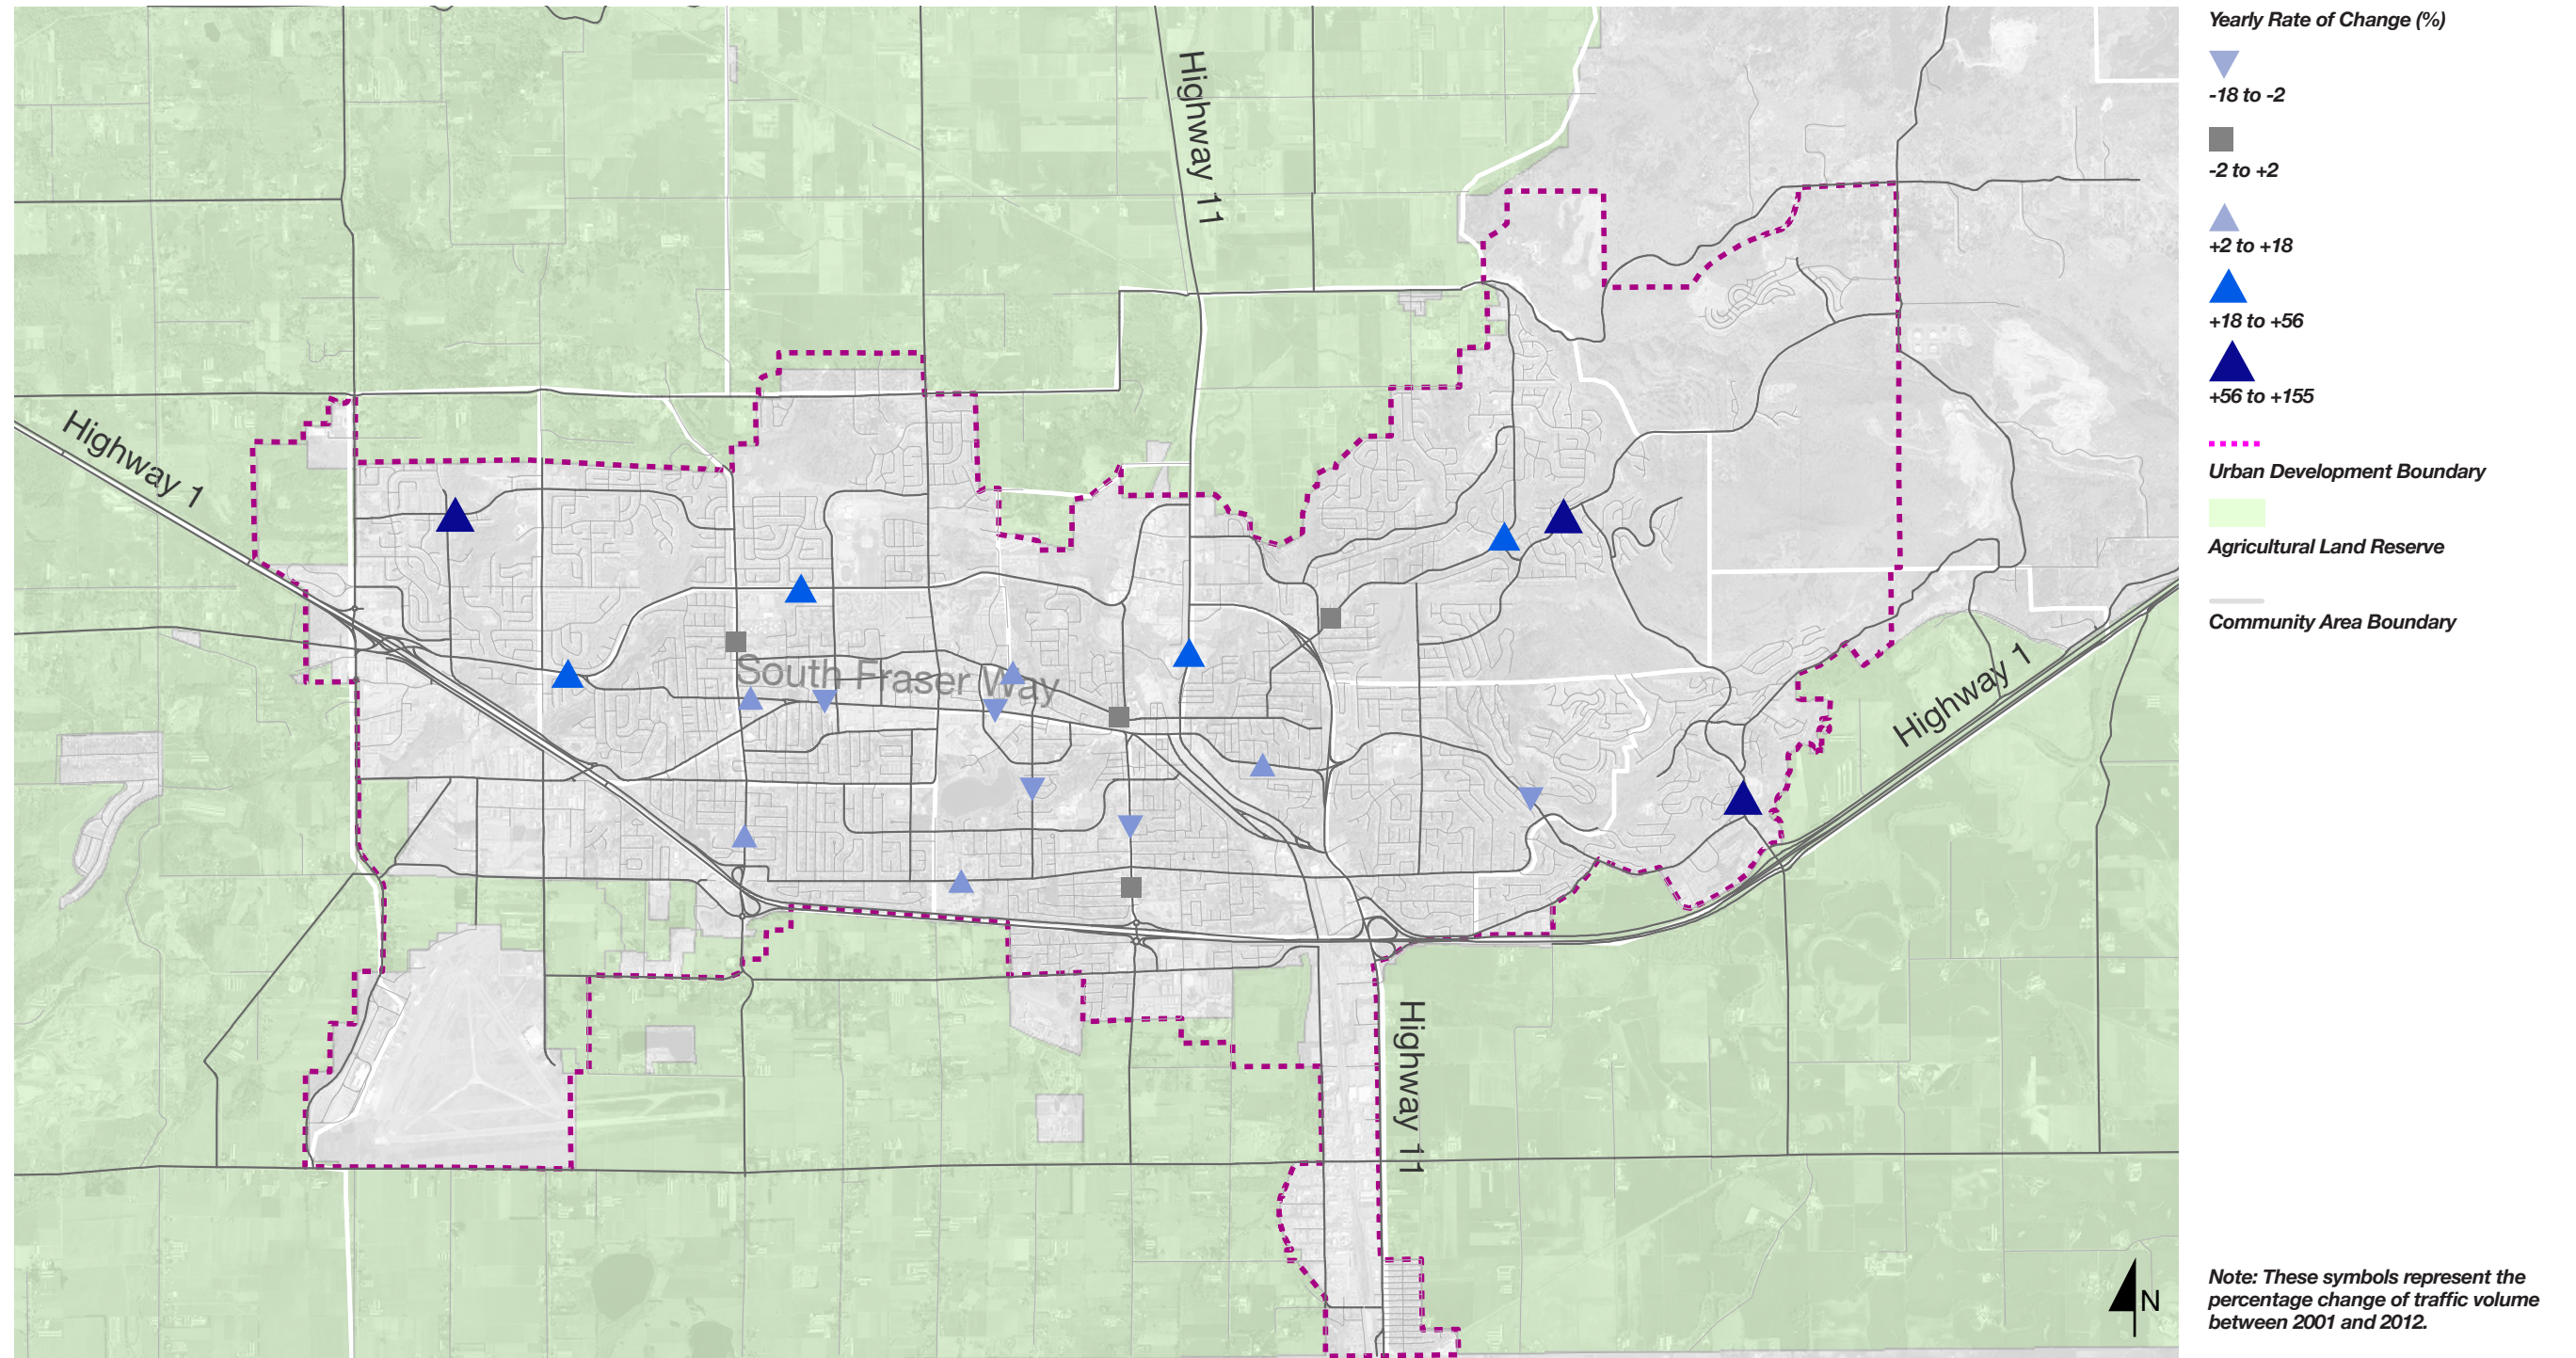 Yearly Rate of Change (%)
-18 to -2
-2 to +2
+2 to +18
+18 to +56
+56 to +155
Urban Development Boundary
Agricultural Land Reserve
Community Area Boundary
Highway 11
Highway 1
South Fraser Way
Highway 1
Highway 11
N
Note: These symbols represent the
percentage change of traffic volume
between 2001 and 2012.